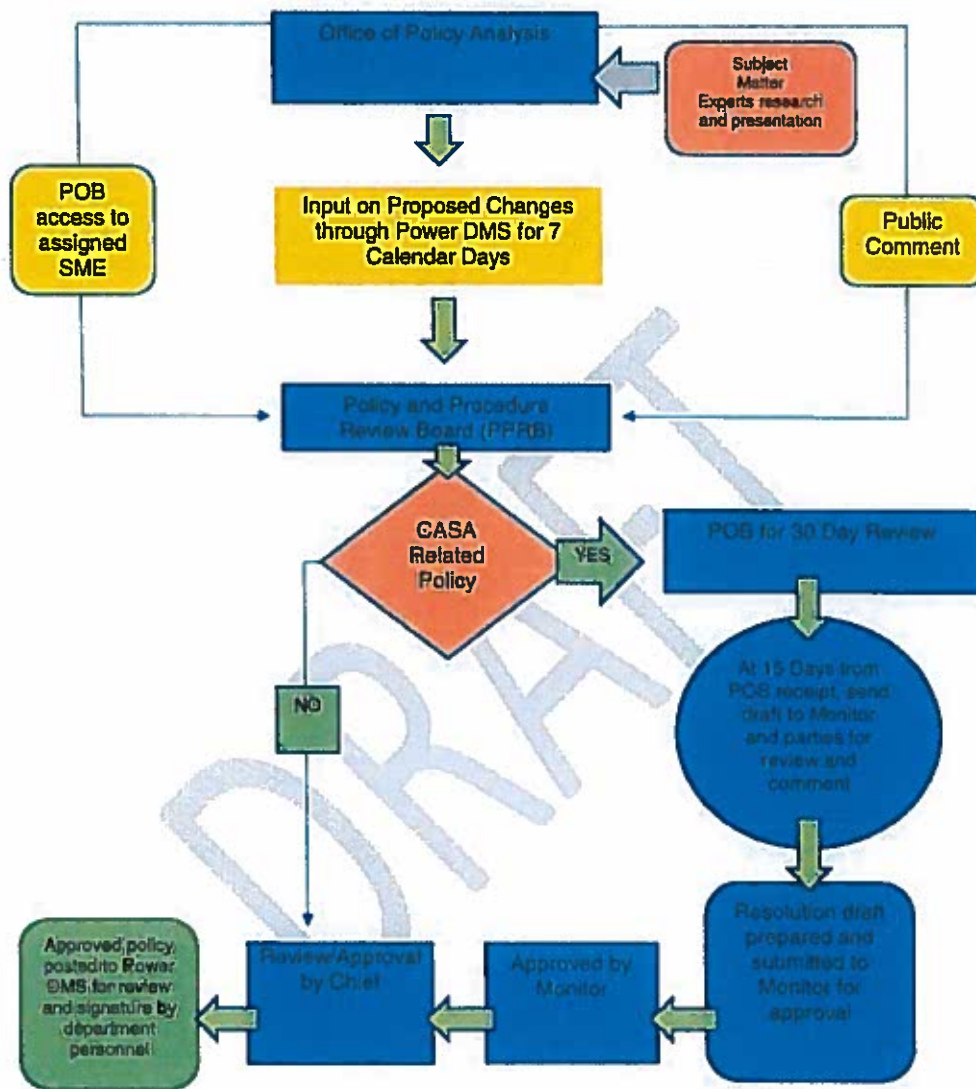 Office of Policy Analysis
Subject
Matter
Experts research
and presentation
POB
access to
assigned
SME
Input on Proposed Changes
through Power DMS for 7
Calendar Days
Public
Comment
Policy and Procedure
Review Board (PPRB)
CASA
Related
Policy
YES
POB for 30 Day Review
At 15 Days from
POB receipt, send
draft to Monitor
and parties for
review and
comment
NO
DRAFT
Resolution draft
prepared and
submitted to
Monitor for
approval
Approved by
Monitor
Review/Approval
by Chief
Approved policy,
posted to Power
DMS for review
and signature by
department
personnel